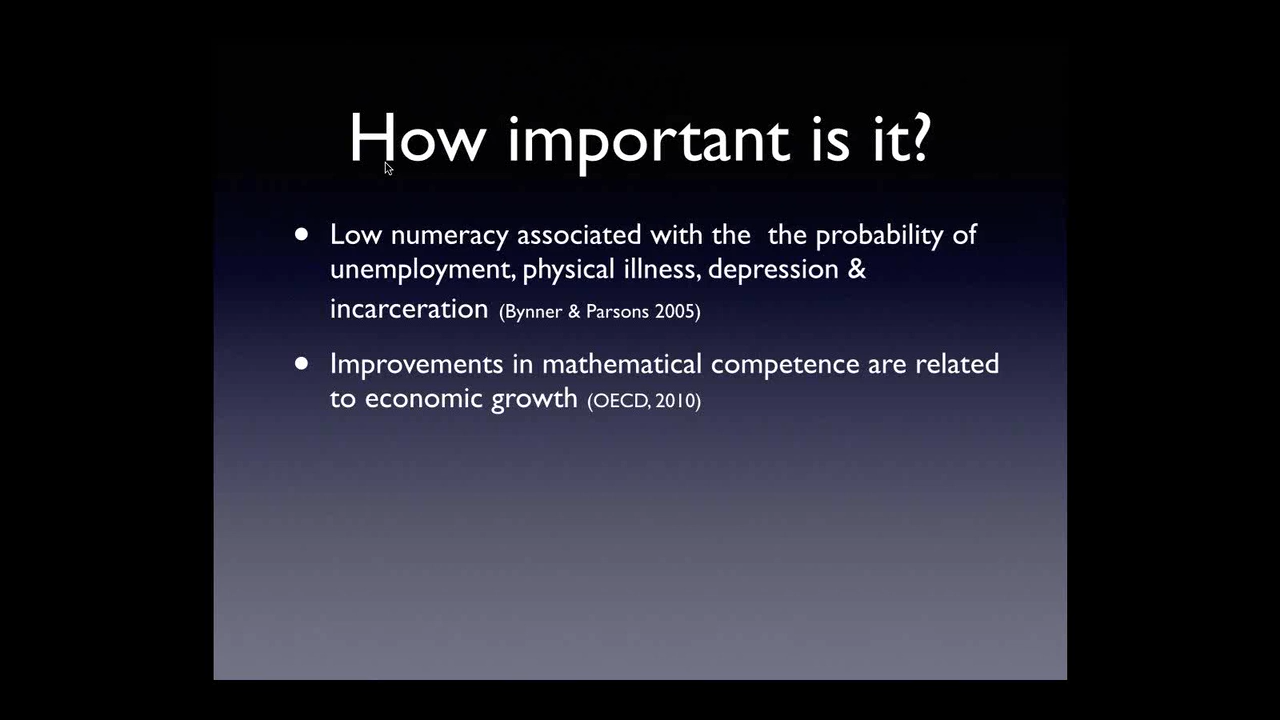 How important is it?
• Low numeracy associated with the  the probability of
unemployment, physical illness, depression &
incarceration (Bynner & Parsons 2005)
• Improvements in mathematical competence are related
to economic growth (OECD, 2010)